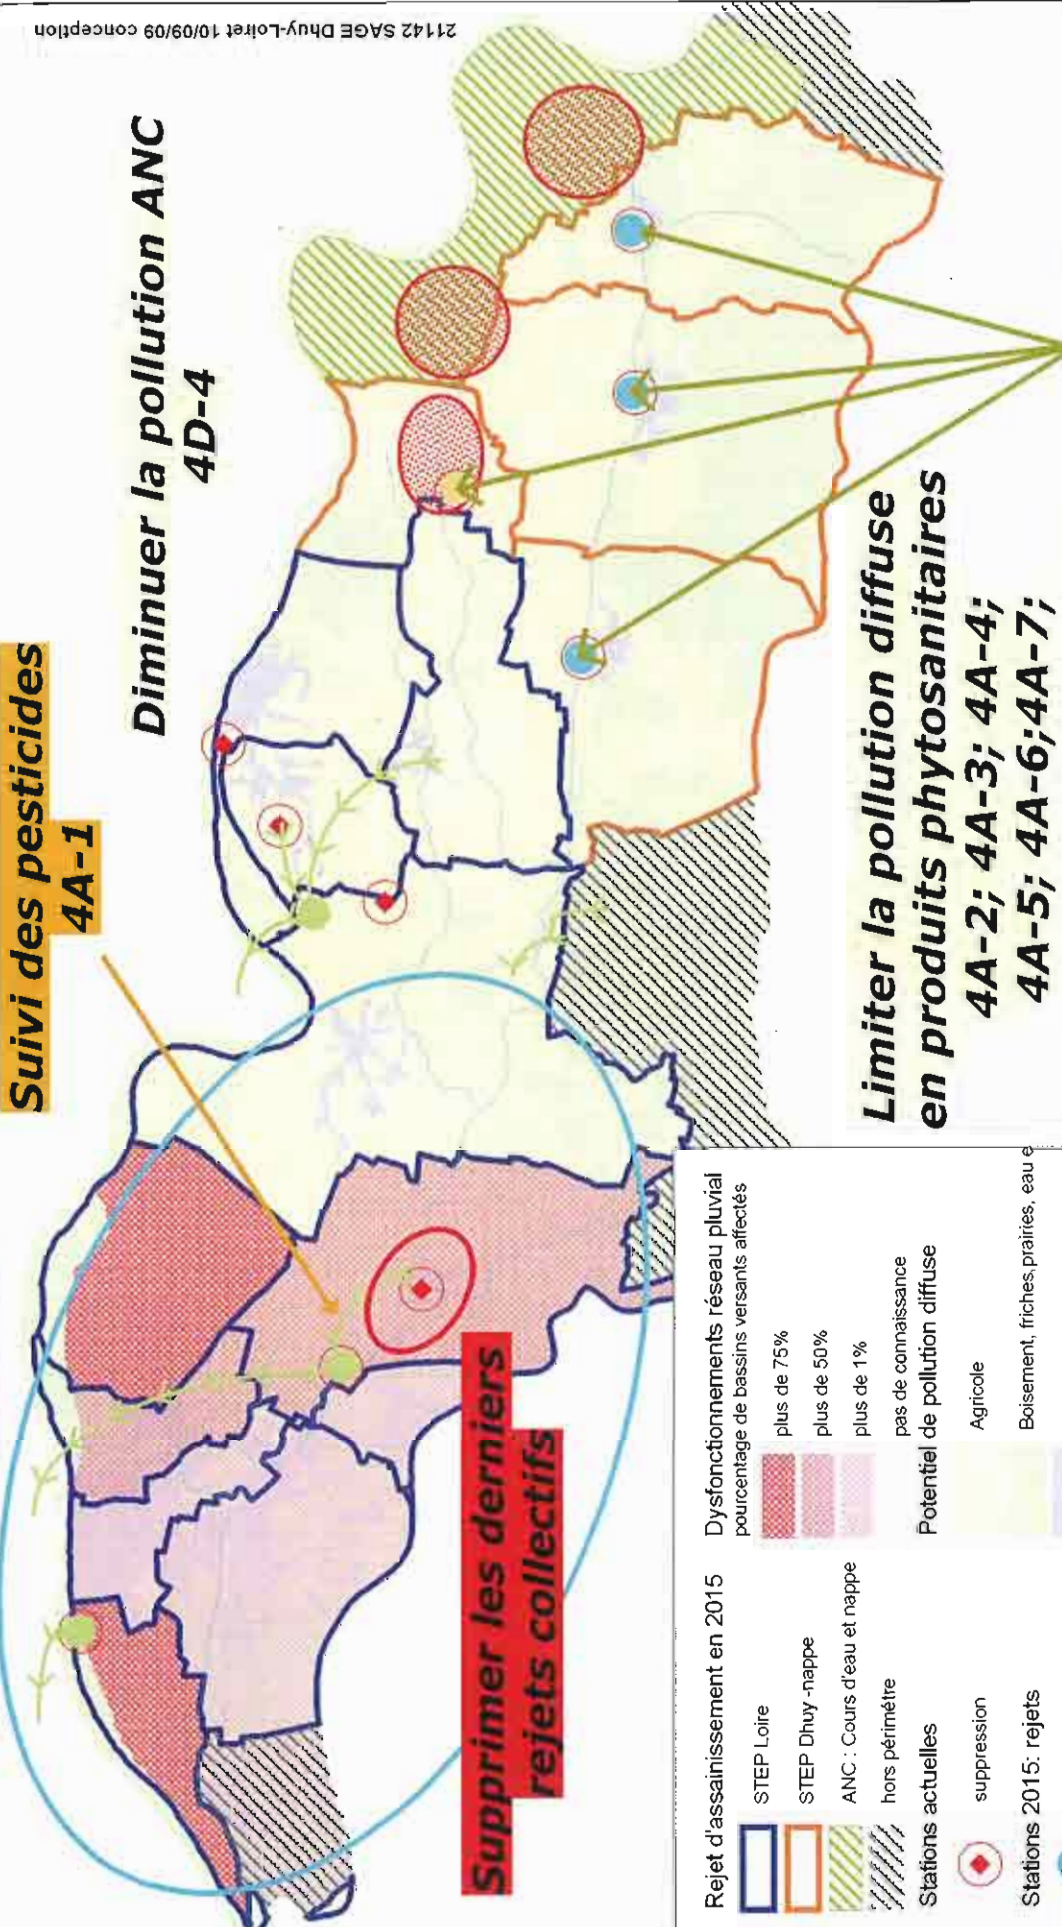 21142 SAGE Dhuy-Loiret 10/09/09 conception
Suivi des pesticides
4A-1
Diminuer la pollution ANC
4D-4
Supprimer les derniers
rejets collectifs
Limiter la pollution diffuse
en produits phytosanitaires
4A-2; 4A-3; 4A-4;
4A-5; 4A-6;4A-7;
Rejet d'assainissement en 2015
STEP Loire
STEP Dhuy -nappe
ANC : Cours d'eau et nappe
hors périmétre
Stations actuelles
suppression
Stations 2015: rejets
Dysfonctionnements réseau pluvial
pourcentage de bassins versants affectés
plus de 75%
plus de 50%
plus de 1%
pas de connaissance
Potentiel de pollution diffuse
Agricole
Boisement, friches,prairies, eau e